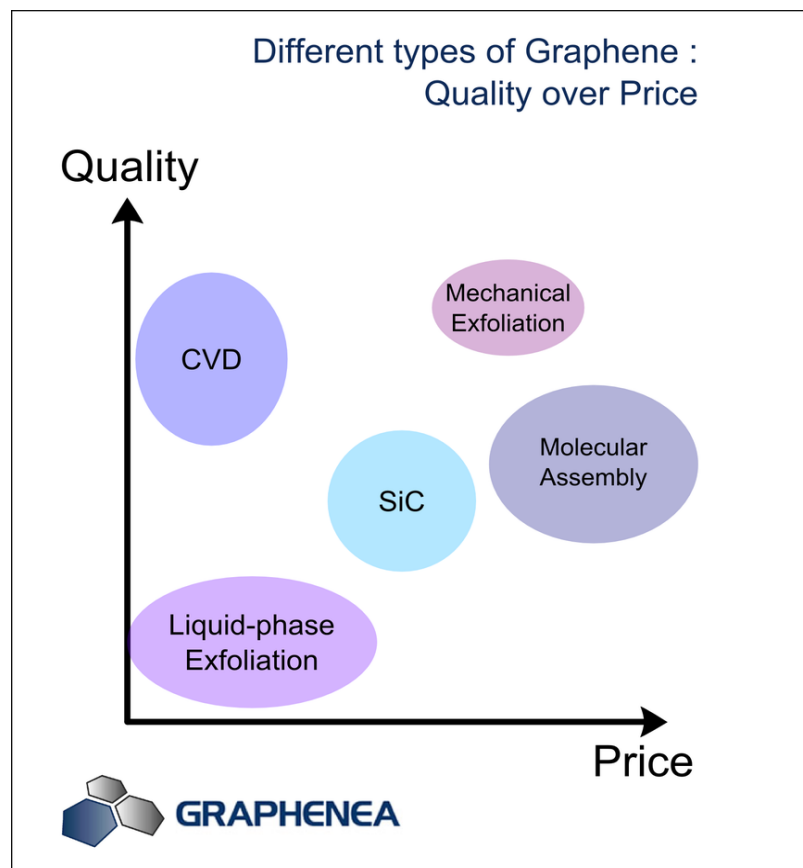 Different types of Graphene :
Quality over Price
Quality
Mechanical
Exfoliation
CVD
Molecular
Assembly
SiC
Liquid-phase
Exfoliation
Price
GRAPHENEA